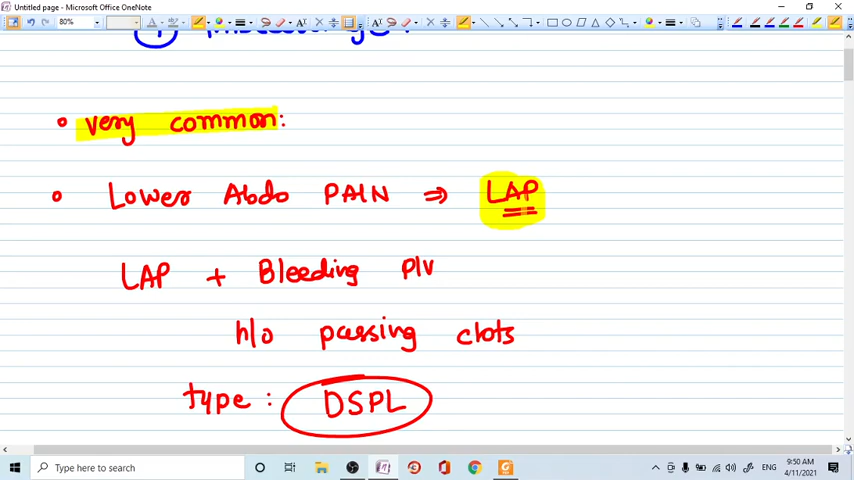 Untitled page - Microsoft Office OneNote
80%
• very common:
• Lower Abdo PAIN ⇒ LAP
LAP + Bleeding P/V
h/o passing clots
type : DSPL
Type here to search
ENG
9:50 AM
4/11/2021